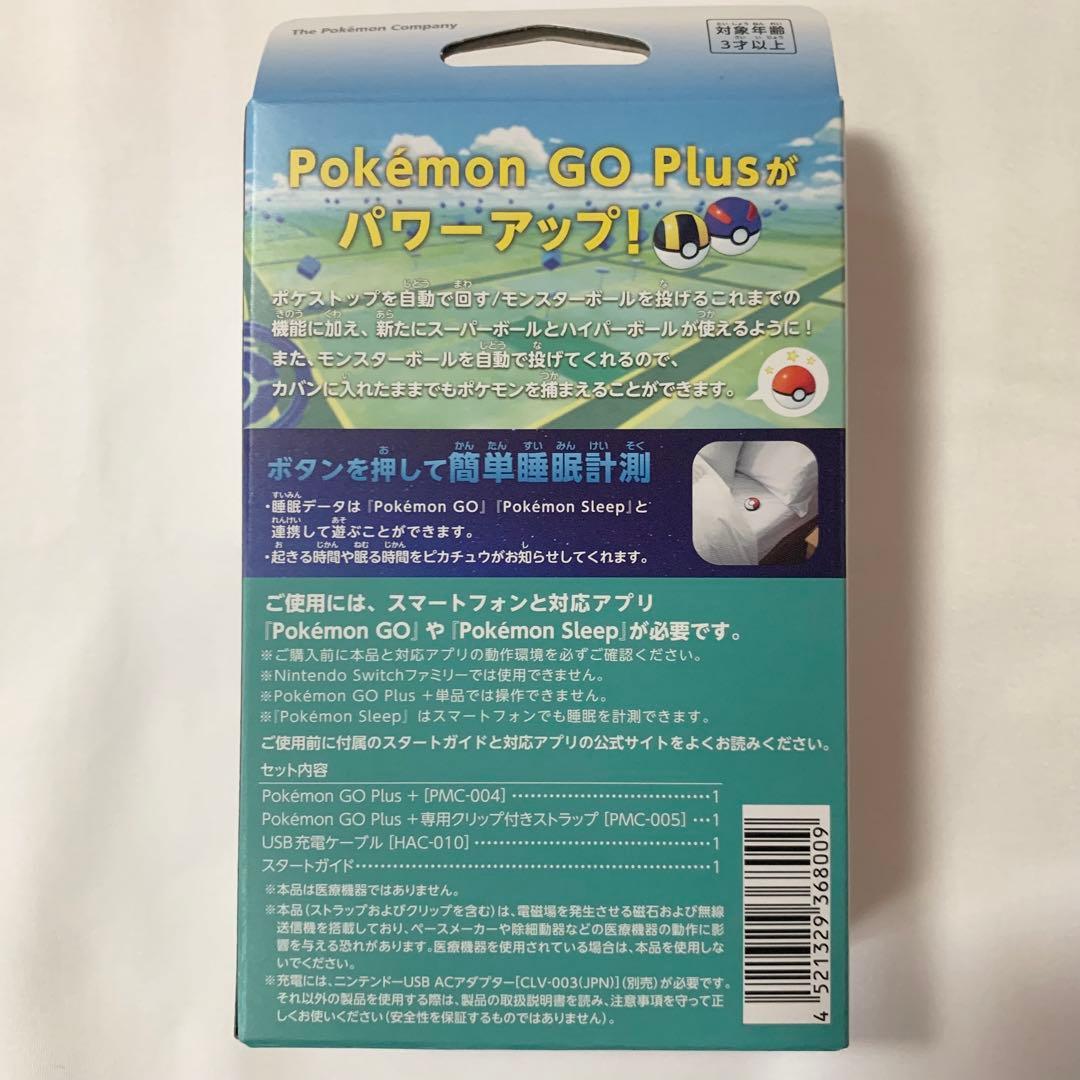 The Pokémon Company
対象年齢
3才以上
Pokémon GO Plusが
パワーアップ!
ポケストップを自動で回す/モンスターボールを投げるこれまでの
機能に加え、新たにスーパーボールとハイパーボールが使えるように!
また、モンスターボールを自動で投げてくれるので、
カバンに入れたままでもポケモンを捕まえることができます。
ボタンを押して簡単睡眠計測
・睡眠データは『Pokémon GO』『Pokémon Sleep』と
連携して遊ぶことができます。
・起きる時間や眠る時間をピカチュウがお知らせしてくれます。
ご使用には、スマートフォンと対応アプリ
『Pokémon GO』や『Pokémon Sleep』が必要です。
※ご購入前に本品と対応アプリの動作環境を必ずご確認ください。
※Nintendo Switchファミリーでは使用できません。
※Pokémon GO Plus +単品では操作できません。
※『Pokémon Sleep』はスマートフォンでも睡眠を計測できます。
ご使用前に付属のスタートガイドと対応アプリの公式サイトをよくお読みください。
セット内容
Pokémon GO Plus + [PMC-004] ································1
Pokémon GO Plus +専用クリップ付きストラップ [PMC-005] ···1
USB充電ケーブル [HAC-010] ······································1
スタートガイド·························································1
※本品は医療機器ではありません。
※本品(ストラップおよびクリップを含む)は、電磁場を発生させる磁石および無線
送信機を搭載しており、ペースメーカーや除細動器などの医療機器の動作に影
響を与える恐れがあります。医療機器を使用されている場合は、本品を使用しな
いでください。
※充電には、ニンテンドーUSB ACアダプター[CLV-003(JPN)](別売)が必要です。
それ以外の製品を使用する際は、製品の取扱説明書を読み、注意事項を守って正
しくお使いください(安全性を保証するものではありません)。
4 521329 368009